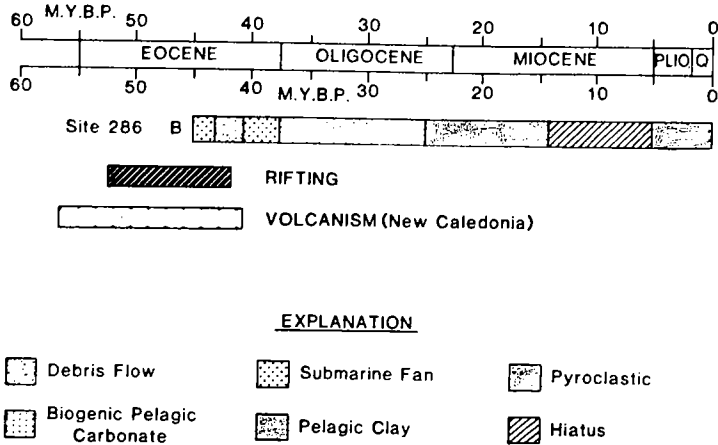 M.Y.B.P.
60 50 40 30 20 10 0
EOCENE OLIGOCENE MIOCENE PLIO. Q
60 50 40 30 20 10 0
M.Y.B.P.
Site 286 B
RIFTING
VOLCANISM (New Caledonia)
EXPLANATION
Debris Flow Submarine Fan Pyroclastic
Biogenic Pelagic
Carbonate Pelagic Clay Hiatus